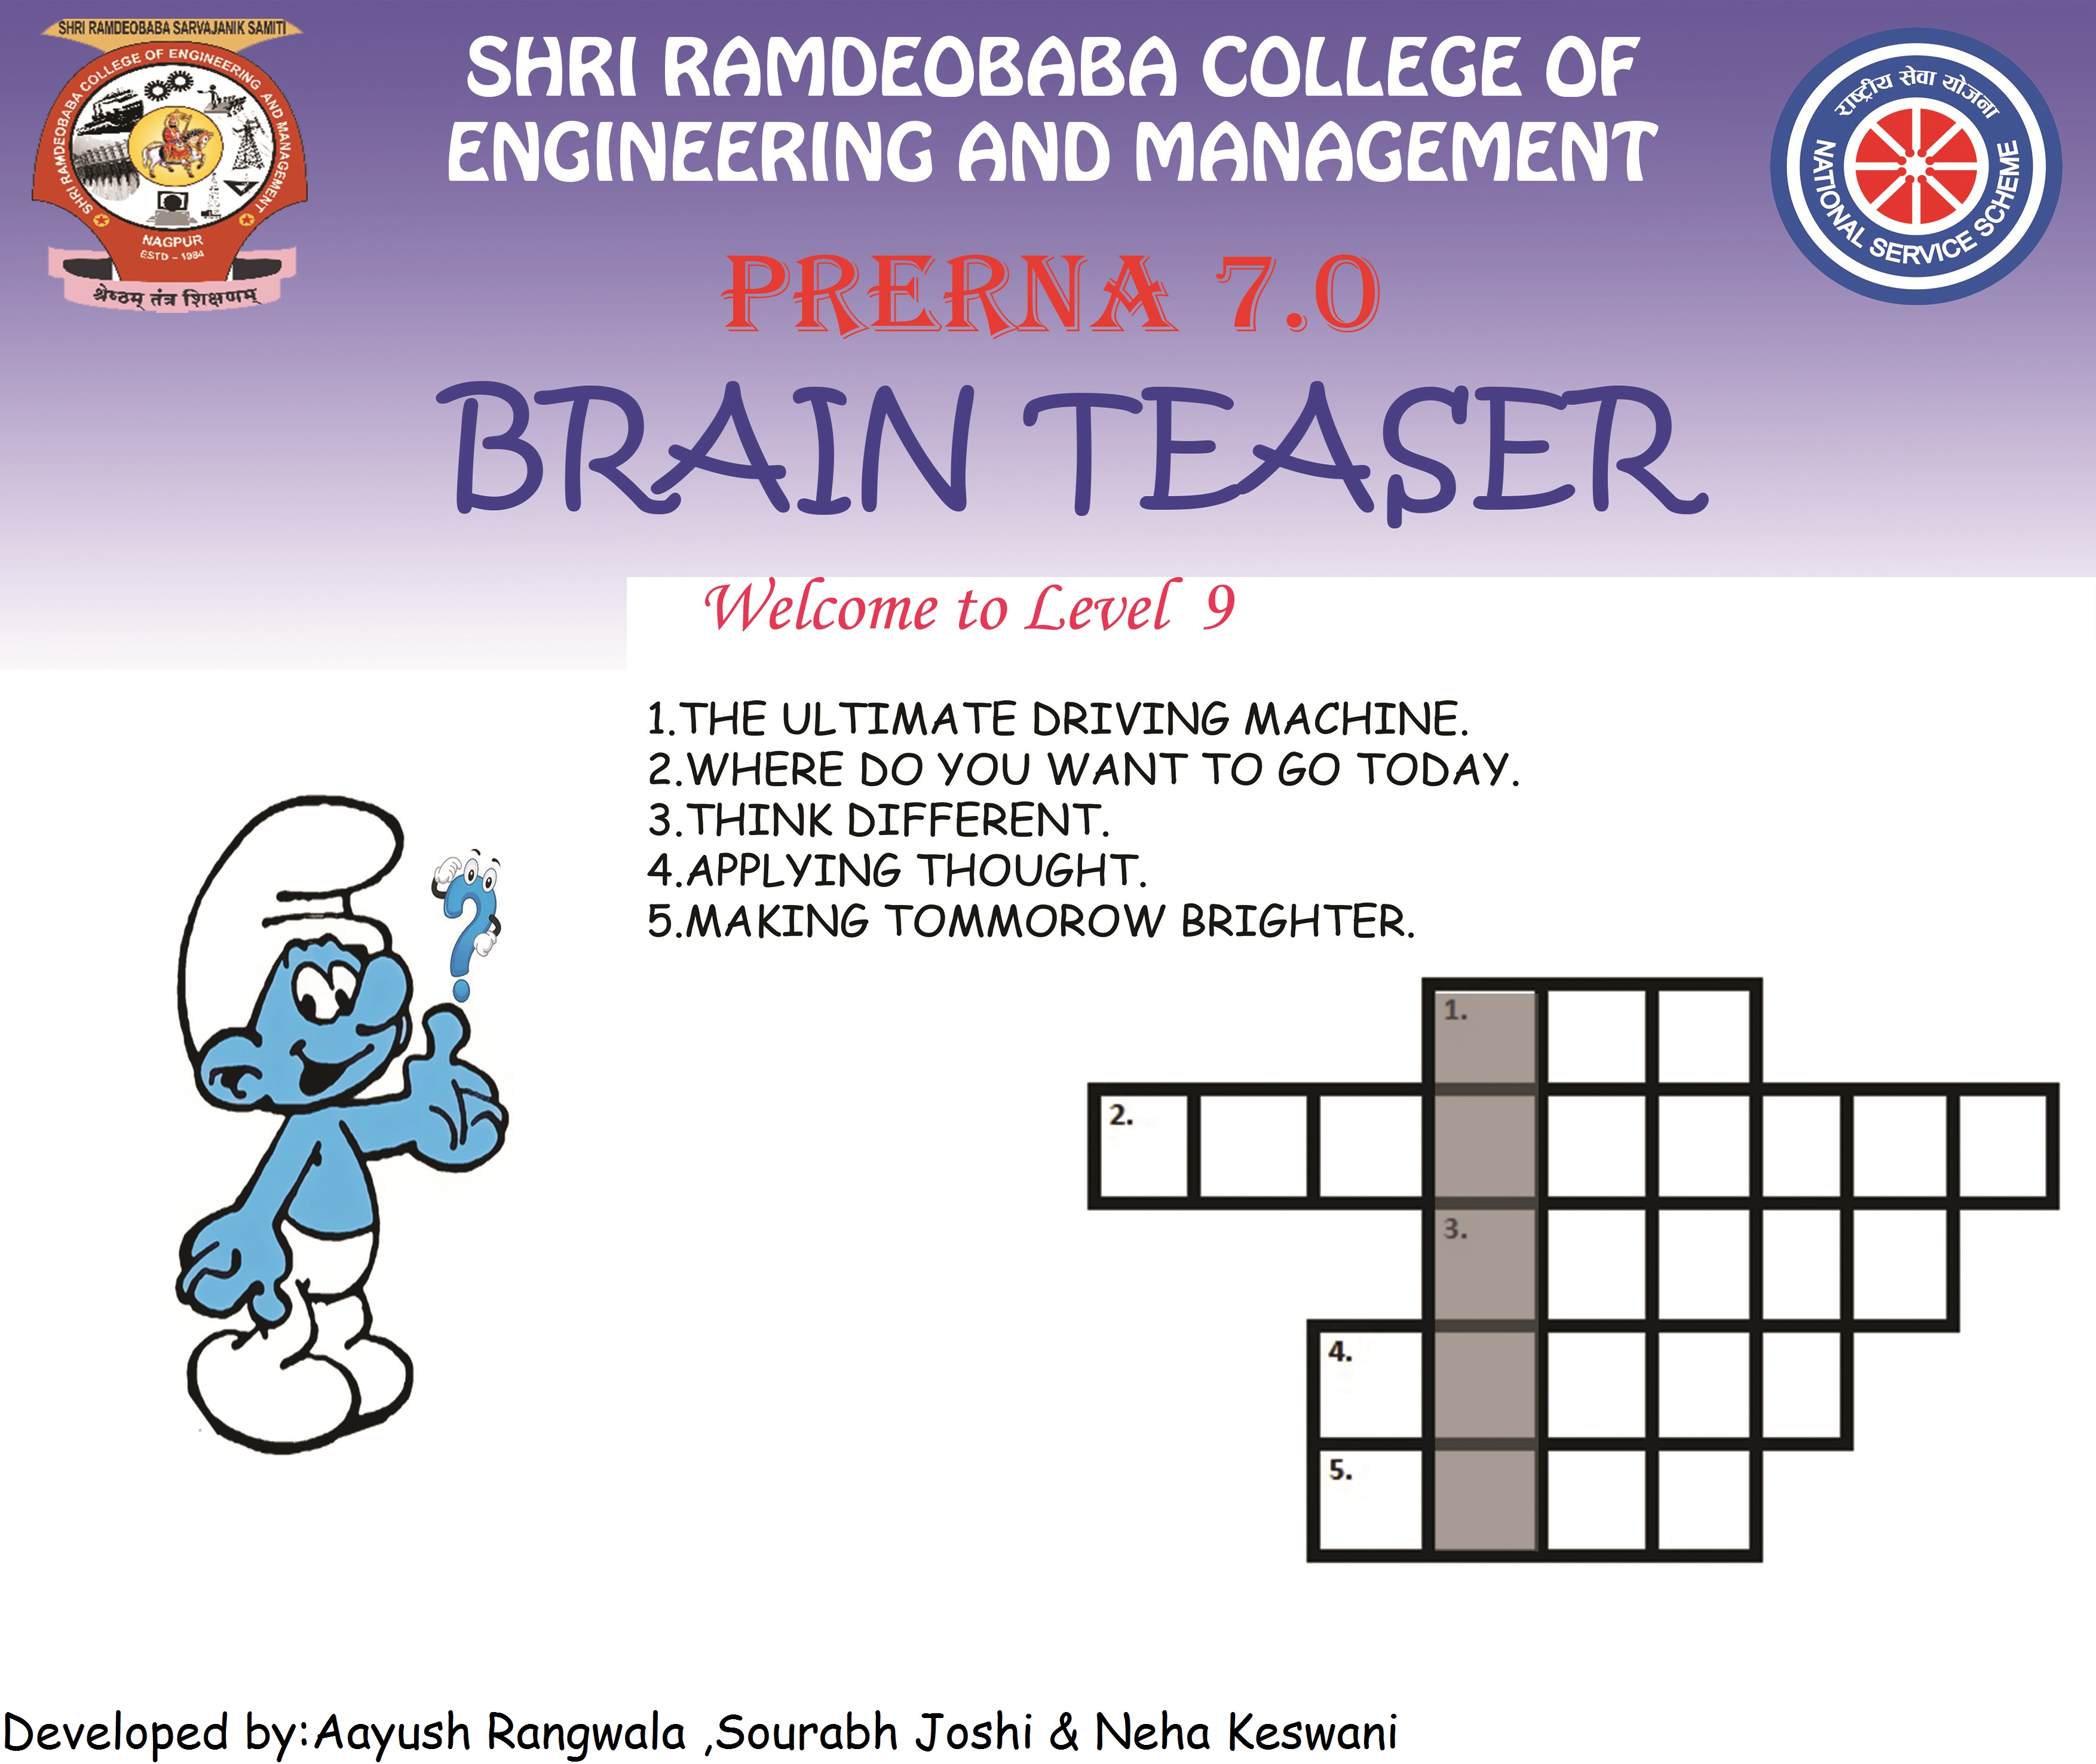 SHRI RAMDEOBABA SARVAJANIK SAMITI
SHRI RAMDEOBABA COLLEGE OF ENGINEERING AND MANAGEMENT
NAGPUR
ESTD - 1984
श्रेष्ठम् तंत्र शिक्षणम्
SHRI RAMDEOBABA COLLEGE OF
ENGINEERING AND MANAGEMENT
राष्ट्रीय सेवा योजना
NATIONAL SERVICE SCHEME
PRERNA 7.0
BRAIN TEASER
Welcome to Level 9
1.THE ULTIMATE DRIVING MACHINE.
2.WHERE DO YOU WANT TO GO TODAY.
3.THINK DIFFERENT.
4.APPLYING THOUGHT.
5.MAKING TOMMOROW BRIGHTER.
1.
2.
3.
4.
5.
Developed by:Aayush Rangwala ,Sourabh Joshi & Neha Keswani